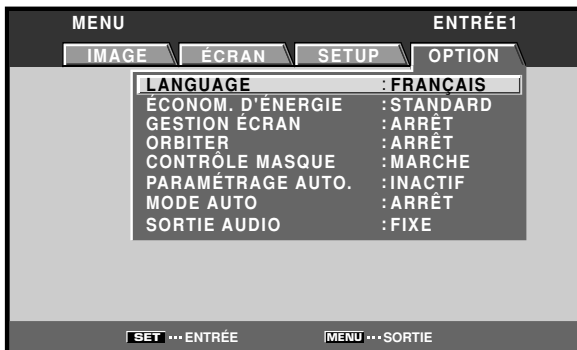 MENU ENTRÉE1
IMAGE ÉCRAN SETUP OPTION
LANGUAGE :FRANÇAIS
ÉCONOM. D'ÉNERGIE :STANDARD
GESTION ÉCRAN :ARRÊT
ORBITER :ARRÊT
CONTRÔLE MASQUE :MARCHE
PARAMÉTRAGE AUTO. :INACTIF
MODE AUTO :ARRÊT
SORTIE AUDIO :FIXE
SET ···ENTRÉE MENU ···SORTIE